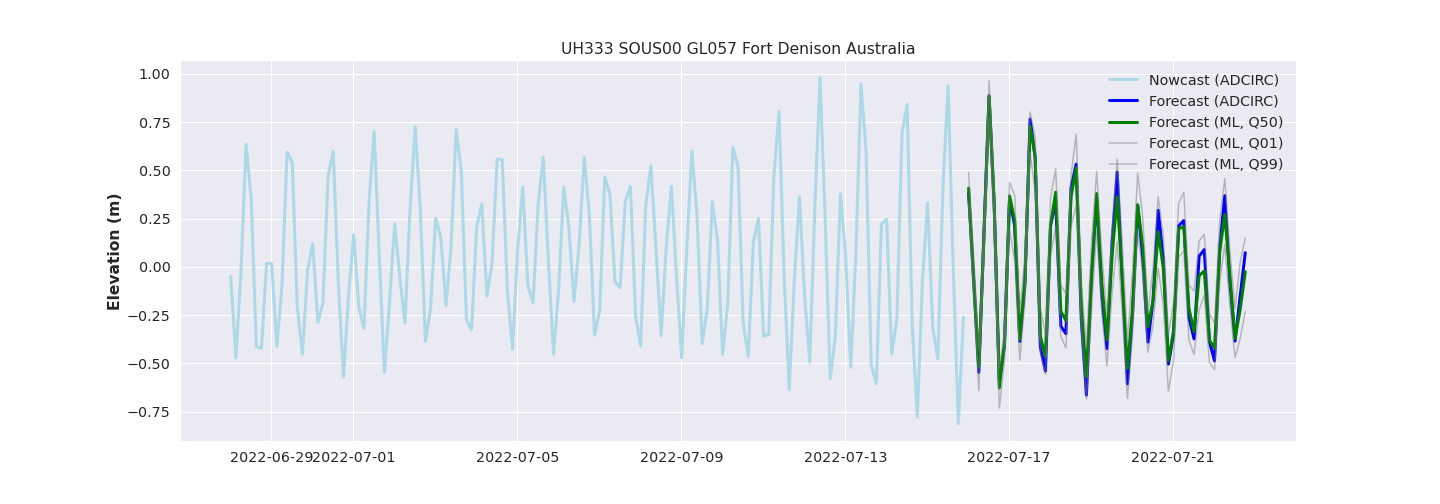 UH333 SOUS00 GL057 Fort Denison Australia
Elevation (m)
1.00
0.75
0.50
0.25
0.00
−0.25
−0.50
−0.75
Nowcast (ADCIRC)
Forecast (ADCIRC)
Forecast (ML, Q50)
Forecast (ML, Q01)
Forecast (ML, Q99)
2022-06-29 2022-07-01 2022-07-05 2022-07-09 2022-07-13 2022-07-17 2022-07-21